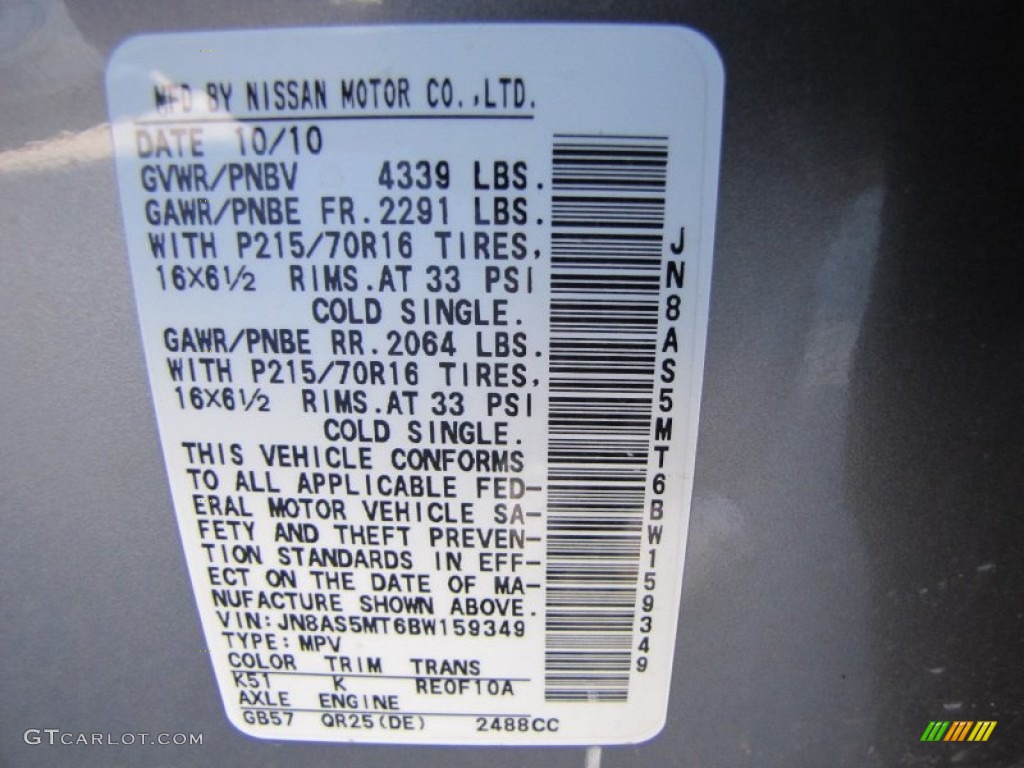 MFD BY NISSAN MOTOR CO.,LTD.
DATE 10/10
GVWR/PNBV 4339 LBS.
GAWR/PNBE FR.2291 LBS.
WITH P215/70R16 TIRES,
16X6½ RIMS.AT 33 PSI
COLD SINGLE.
GAWR/PNBE RR.2064 LBS.
WITH P215/70R16 TIRES,
16X6½ RIMS.AT 33 PSI
COLD SINGLE.
THIS VEHICLE CONFORMS
TO ALL APPLICABLE FED-
ERAL MOTOR VEHICLE SA-
FETY AND THEFT PREVEN-
TION STANDARDS IN EFF-
ECT ON THE DATE OF MA-
NUFACTURE SHOWN ABOVE.
VIN:JN8AS5MT6BW159349
TYPE:MPV
COLOR TRIM TRANS
K51 K RE0F10A
AXLE ENGINE
GB57 QR25(DE) 2488CC
JN8AS5MT6BW159349
GTCARLOT.COM